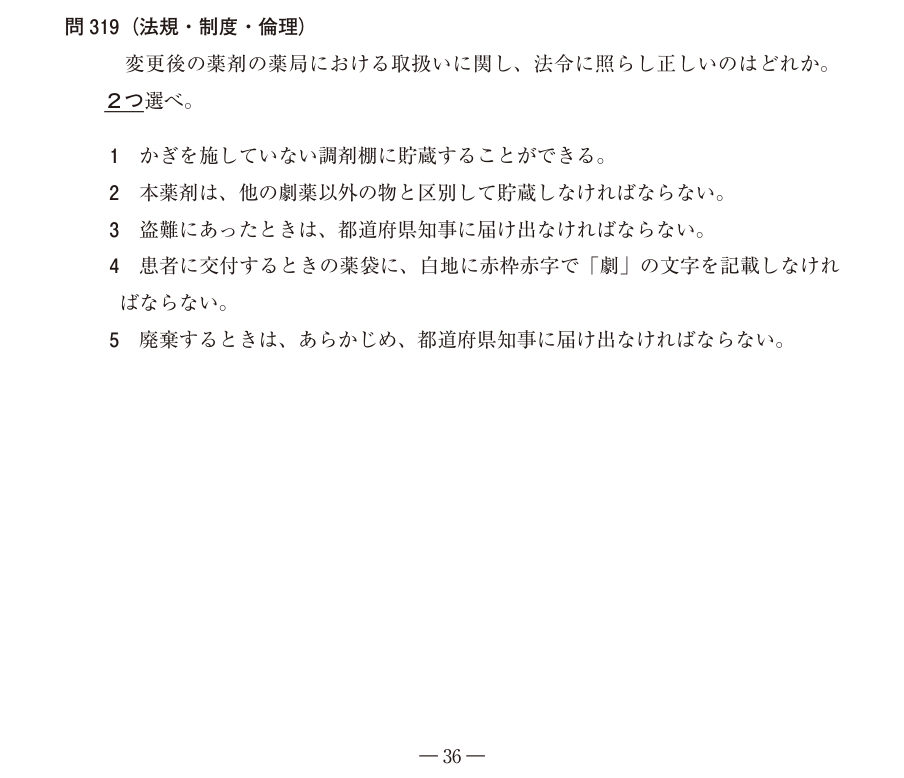 問 319（法規・制度・倫理）
変更後の薬剤の薬局における取扱いに関し、法令に照らし正しいのはどれか。
２つ選べ。
1 かぎを施していない調剤棚に貯蔵することができる。
2 本薬剤は、他の劇薬以外の物と区別して貯蔵しなければならない。
3 盗難にあったときは、都道府県知事に届け出なければならない。
4 患者に交付するときの薬袋に、白地に赤枠赤字で「劇」の文字を記載しなけれ
ばならない。
5 廃棄するときは、あらかじめ、都道府県知事に届け出なければならない。
― 36 ―